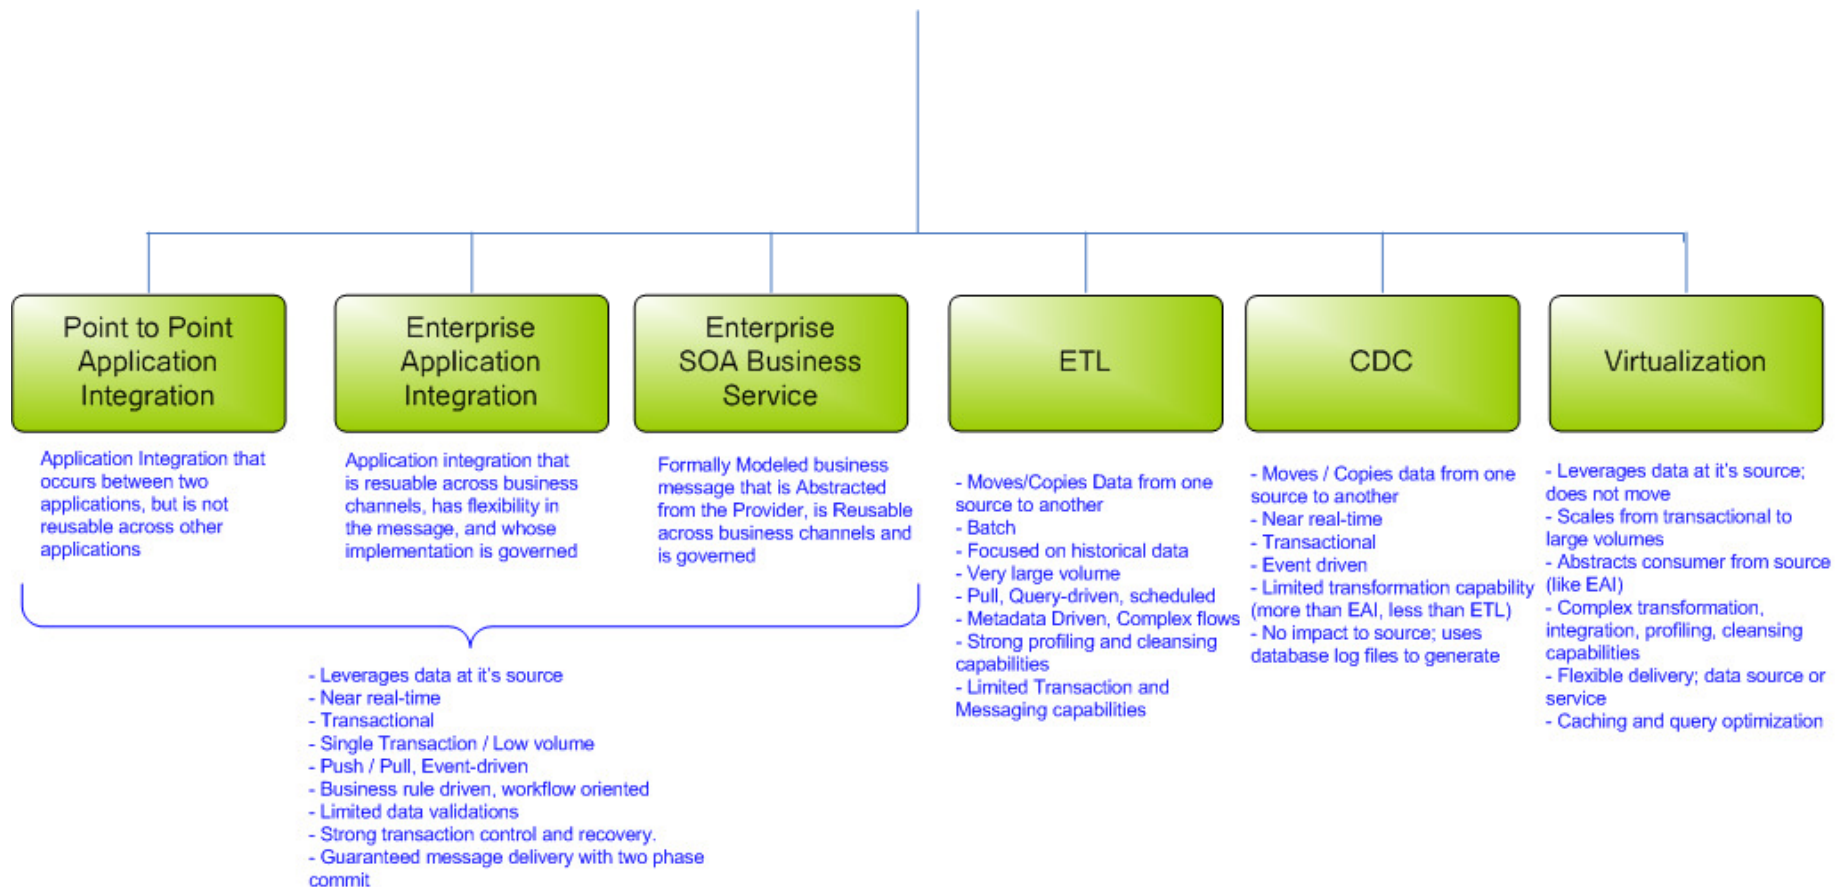 Point to Point
Application
Integration
Enterprise
Application
Integration
Enterprise
SOA Business
Service
ETL
CDC
Virtualization
Application Integration that
occurs between two
applications, but is not
reusable across other
applications
Application integration that
is resuable across business
channels, has flexibility in
the message, and whose
implementation is governed
Formally Modeled business
message that is Abstracted
from the Provider, is Reusable
across business channels and
is governed
- Leverages data at it's source
- Near real-time
- Transactional
- Single Transaction / Low volume
- Push / Pull, Event-driven
- Business rule driven, workflow oriented
- Limited data validations
- Strong transaction control and recovery.
- Guaranteed message delivery with two phase
commit
- Moves/Copies Data from one
source to another
- Batch
- Focused on historical data
- Very large volume
- Pull, Query-driven, scheduled
- Metadata Driven, Complex flows
- Strong profiling and cleansing
capabilities
- Limited Transaction and
Messaging capabilities
- Moves / Copies data from one
source to another
- Near real-time
- Transactional
- Event driven
- Limited transformation capability
(more than EAI, less than ETL)
- No impact to source; uses
database log files to generate
- Leverages data at it's source;
does not move
- Scales from transactional to
large volumes
- Abstracts consumer from source
(like EAI)
- Complex transformation,
integration, profiling, cleansing
capabilities
- Flexible delivery; data source or
service
- Caching and query optimization